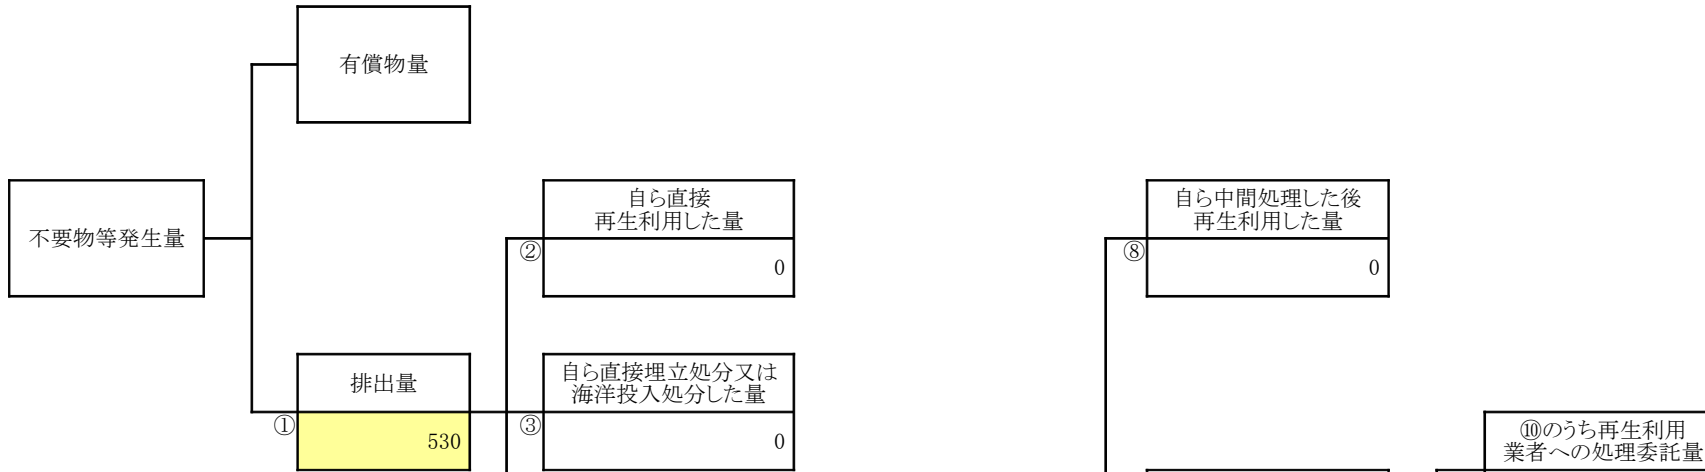 有償物量
不要物等発生量
自ら直接
再生利用した量
②
0
自ら中間処理した後
再生利用した量
⑧
0
排出量
①
530
自ら直接埋立処分又は
海洋投入処分した量
③
0
⑩のうち再生利用
業者への処理委託量